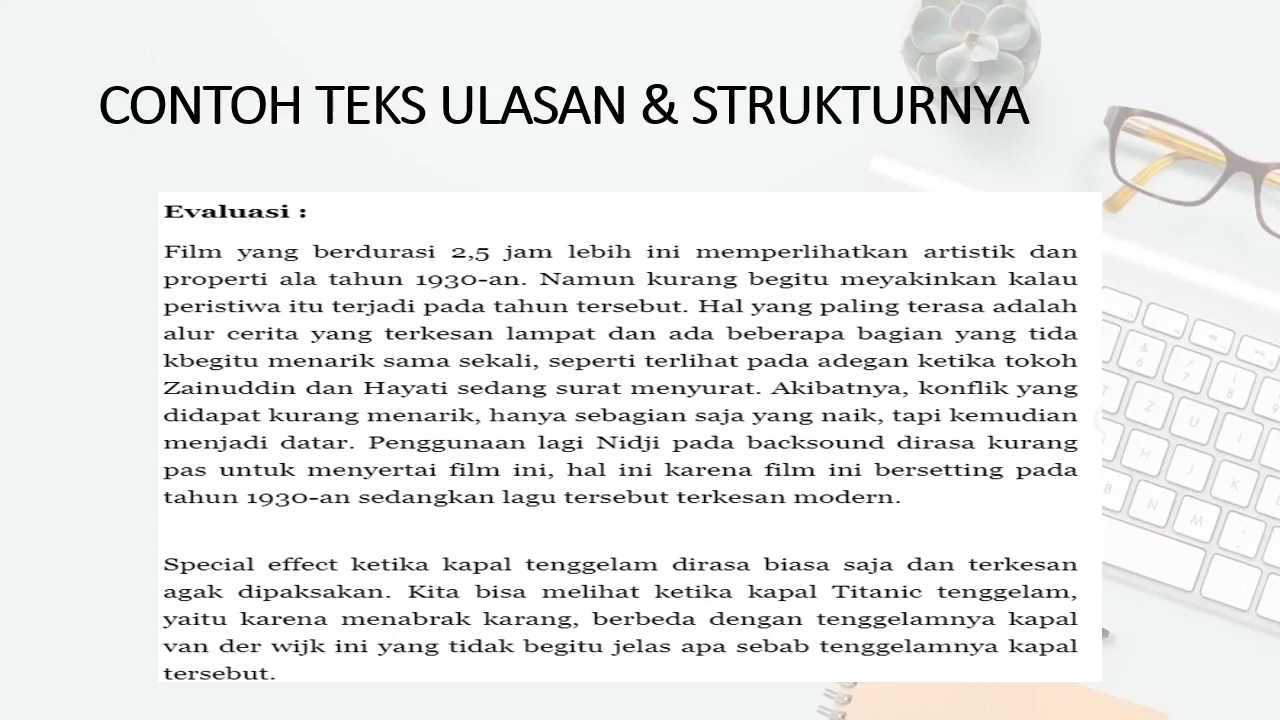 CONTOH TEKS ULASAN & STRUKTURNYA
Evaluasi :
Film yang berdurasi 2,5 jam lebih ini memperlihatkan artistik dan
properti ala tahun 1930-an. Namun kurang begitu meyakinkan kalau
peristiwa itu terjadi pada tahun tersebut. Hal yang paling terasa adalah
alur cerita yang terkesan lampat dan ada beberapa bagian yang tida
kbegitu menarik sama sekali, seperti terlihat pada adegan ketika tokoh
Zainuddin dan Hayati sedang surat menyurat. Akibatnya, konflik yang
didapat kurang menarik, hanya sebagian saja yang naik, tapi kemudian
menjadi datar. Penggunaan lagi Nidji pada backsound dirasa kurang
pas untuk menyertai film ini, hal ini karena film ini bersetting pada
tahun 1930-an sedangkan lagu tersebut terkesan modern.
Special effect ketika kapal tenggelam dirasa biasa saja dan terkesan
agak dipaksakan. Kita bisa melihat ketika kapal Titanic tenggelam,
yaitu karena menabrak karang, berbeda dengan tenggelamnya kapal
van der wijk ini yang tidak begitu jelas apa sebab tenggelamnya kapal
tersebut.